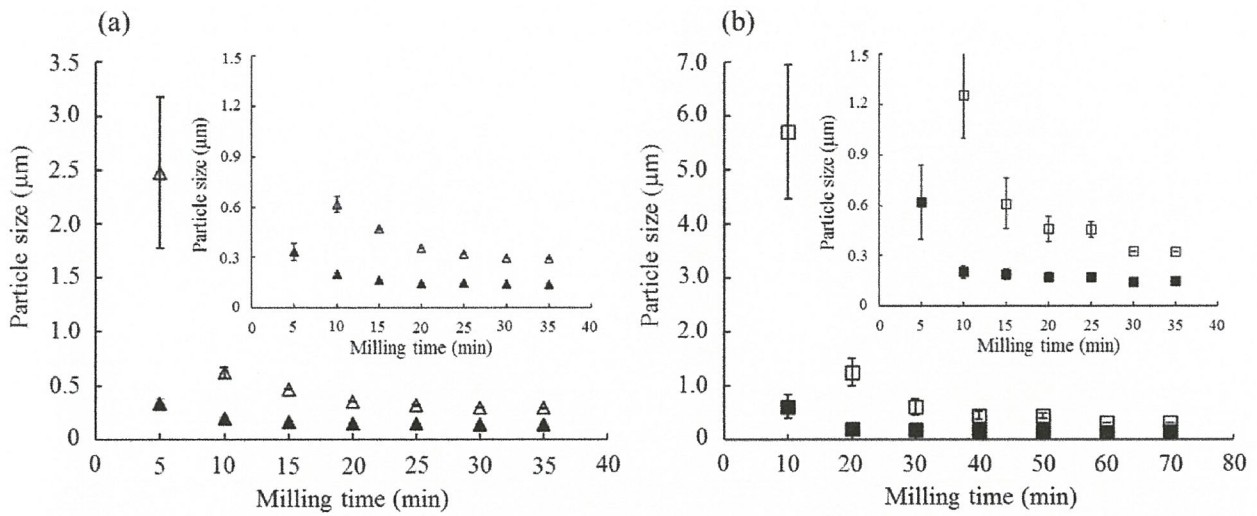 (a)
(b)
Particle size (μm)
3.5
3.0
2.5
2.0
1.5
1.0
0.5
0
0 5 10 15 20 25 30 35 40
Milling time (min)
Particle size (μm)
1.5
1.2
0.9
0.6
0.3
0
0 5 10 15 20 25 30 35 40
Milling time (min)
Particle size (μm)
7.0
6.0
5.0
4.0
3.0
2.0
1.0
0
0 10 20 30 40 50 60 70 80
Milling time (min)
Particle size (μm)
1.5
1.2
0.9
0.6
0.3
0
0 5 10 15 20 25 30 35 40
Milling time (min)